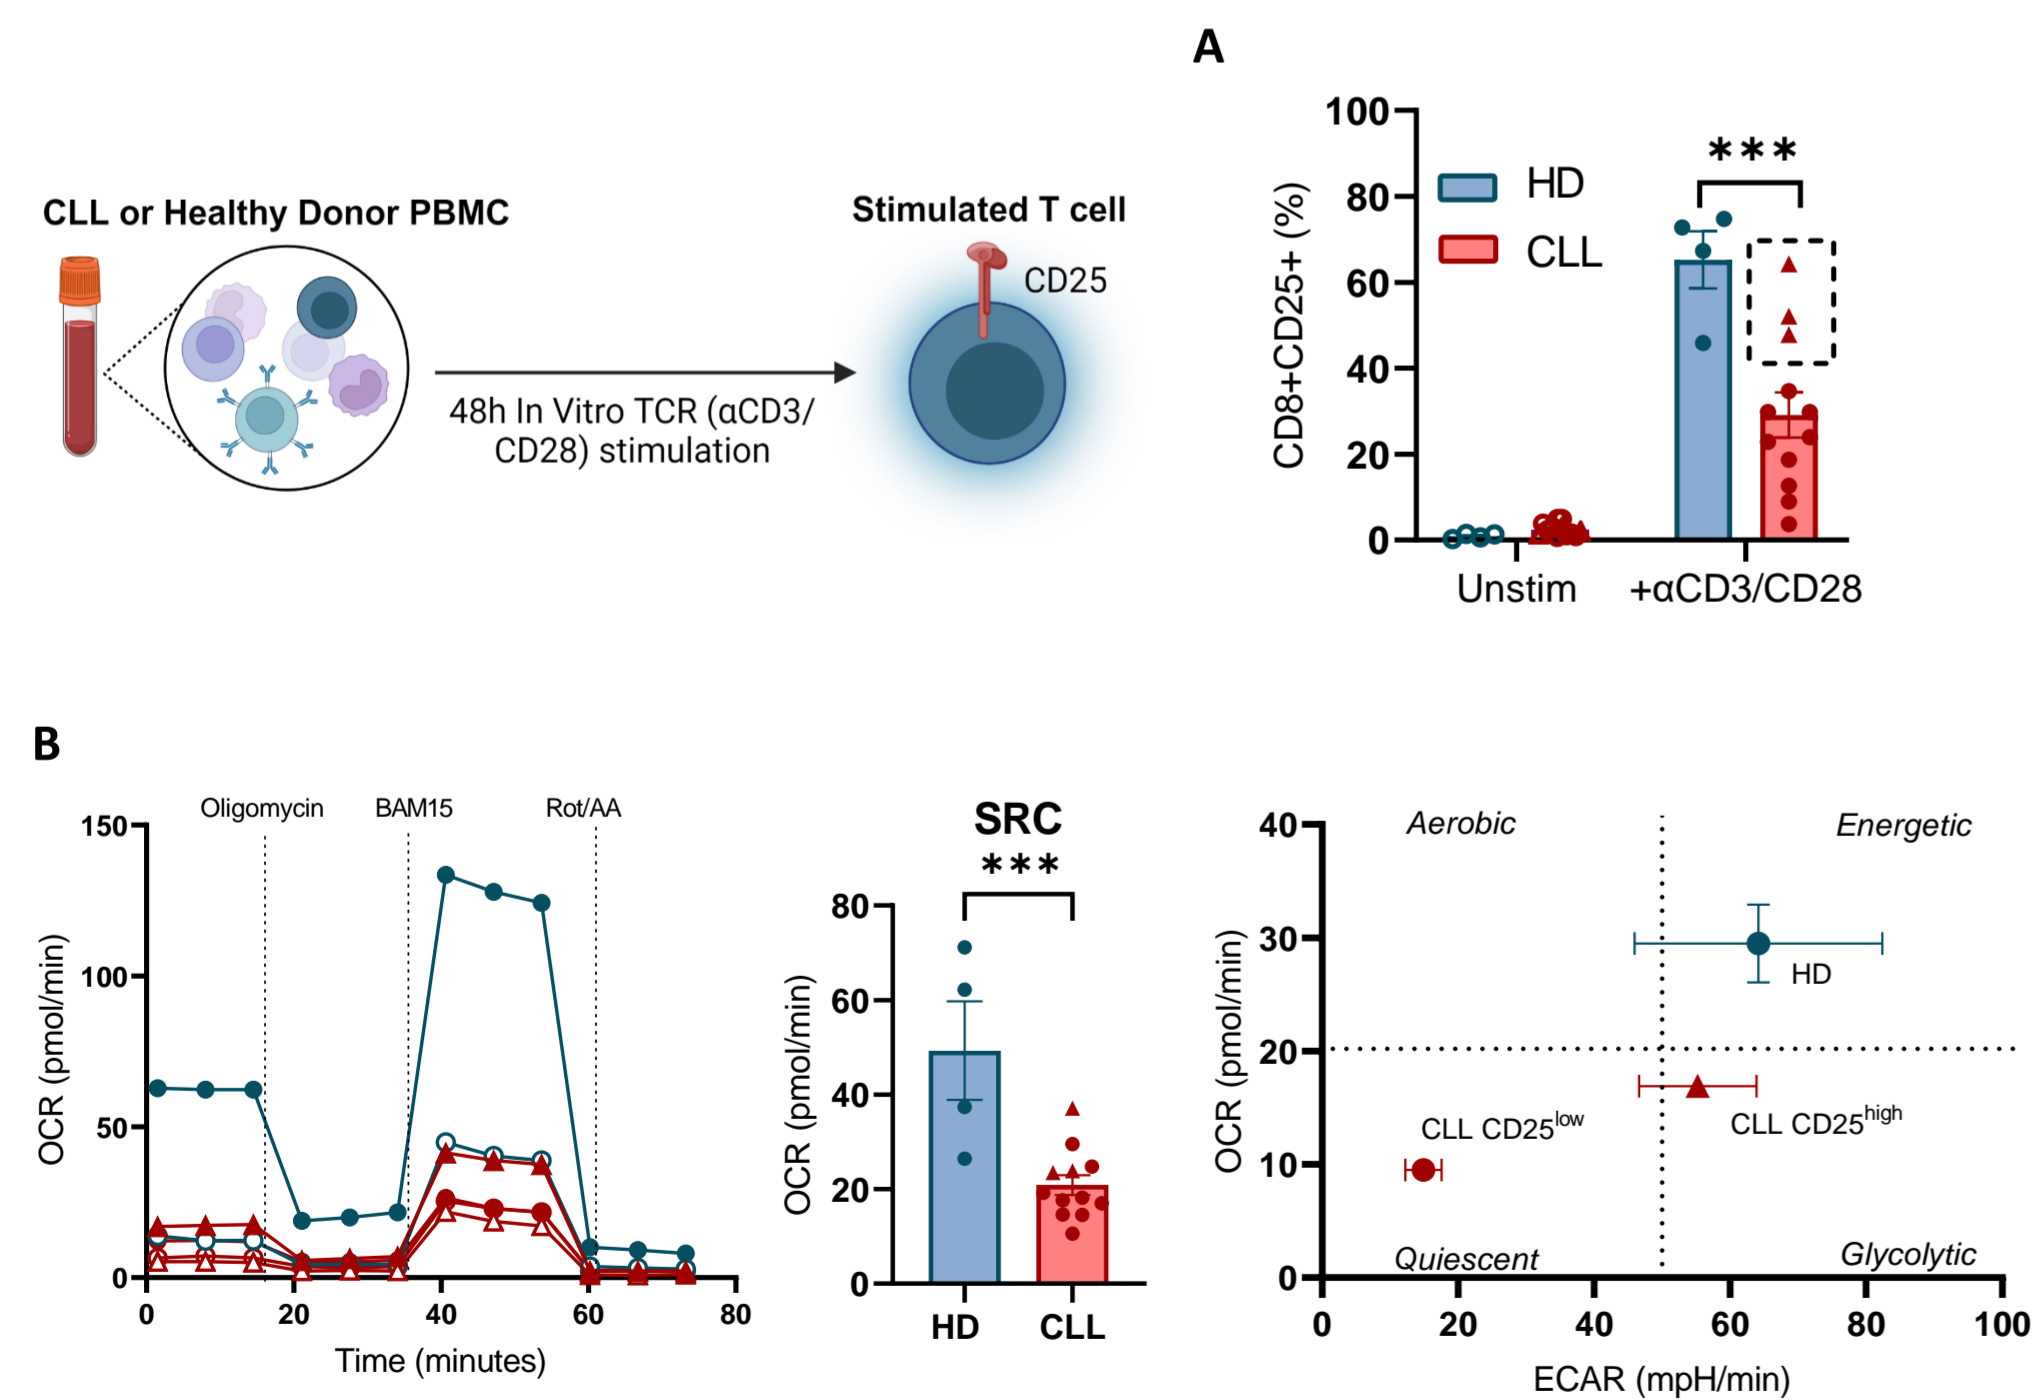 A
CLL or Healthy Donor PBMC
48h In Vitro TCR (αCD3/
CD28) stimulation
Stimulated T cell
CD25
CD8+CD25+ (%)
100
80
60
40
20
0
HD
CLL
***
Unstim
+αCD3/CD28
B
OCR (pmol/min)
150
100
50
0
Oligomycin
BAM15
Rot/AA
0
20
40
60
80
Time (minutes)
SRC
***
OCR (pmol/min)
80
60
40
20
0
HD
CLL
OCR (pmol/min)
40
30
20
10
0
Aerobic
Energetic
HD
CLL CD25low
CLL CD25high
Quiescent
Glycolytic
0
20
40
60
80
100
ECAR (mpH/min)